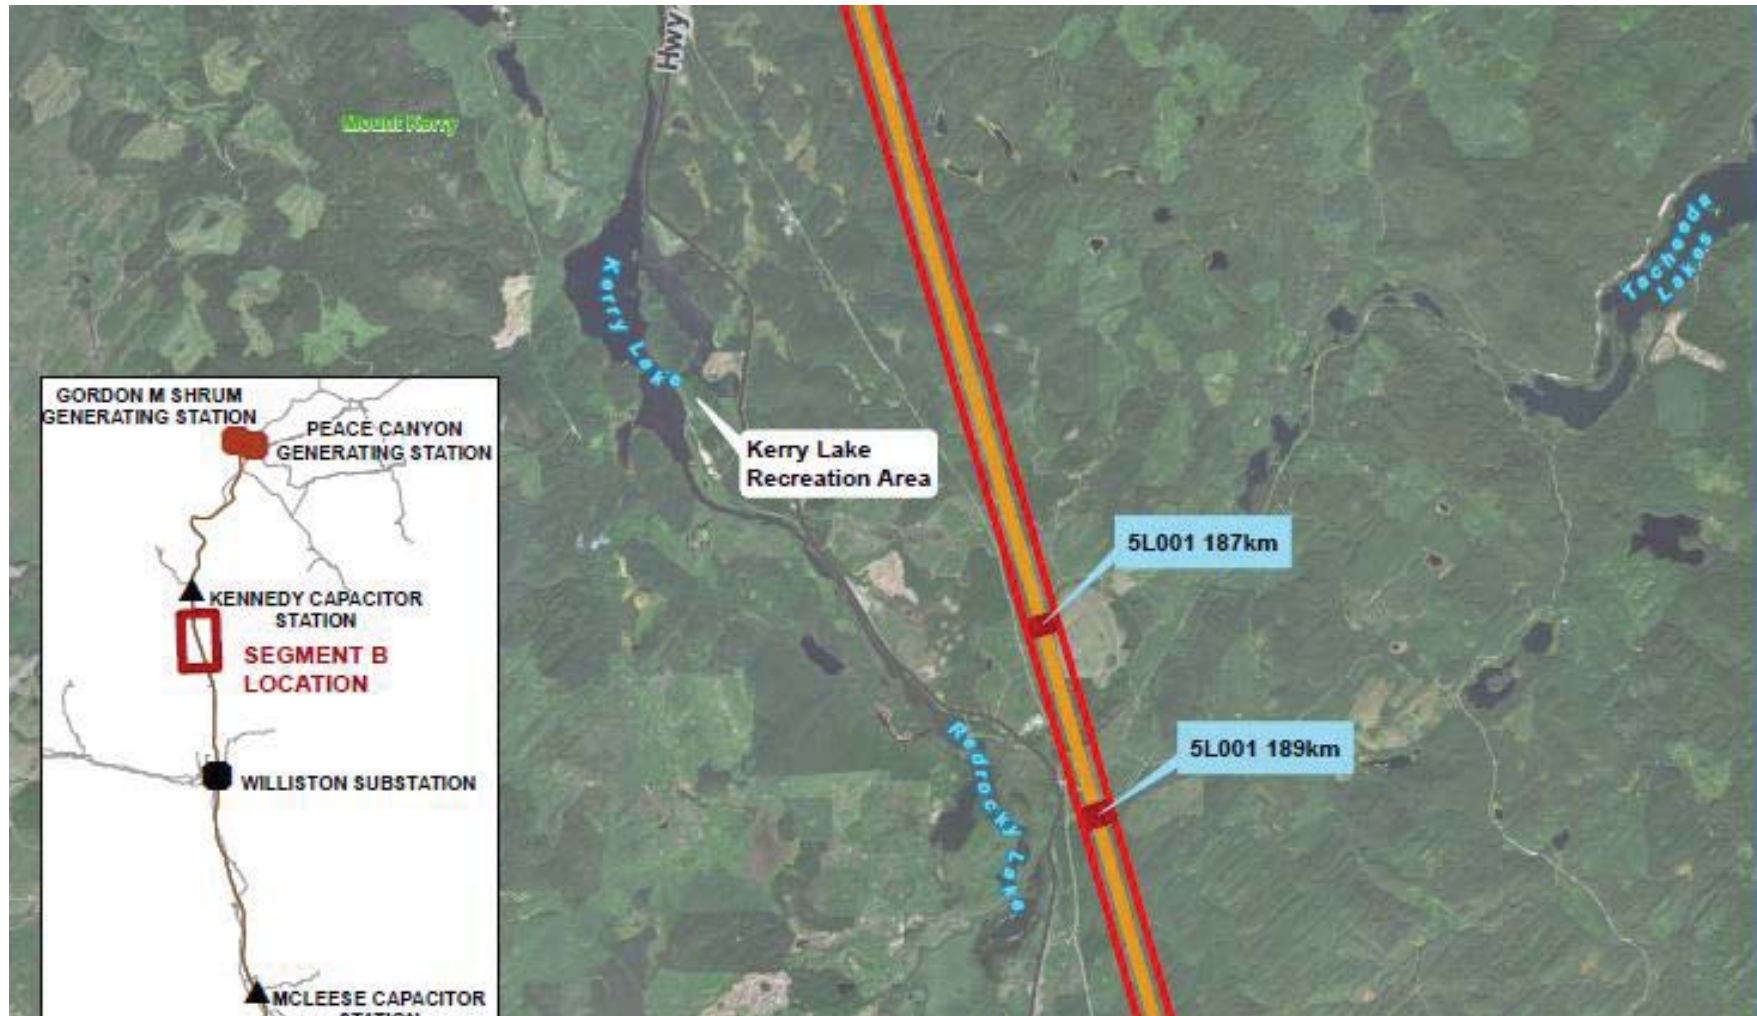 Hwy
Mount Kerry
Tacheeda
Lakes
Kerry Lake
Kerry Lake
Recreation Area
5L001 187km
5L001 189km
Redrocky Lake
GORDON M SHRUM
GENERATING STATION
PEACE CANYON
GENERATING STATION
KENNEDY CAPACITOR
STATION
SEGMENT B
LOCATION
WILLISTON SUBSTATION
MCLEESE CAPACITOR
STATION